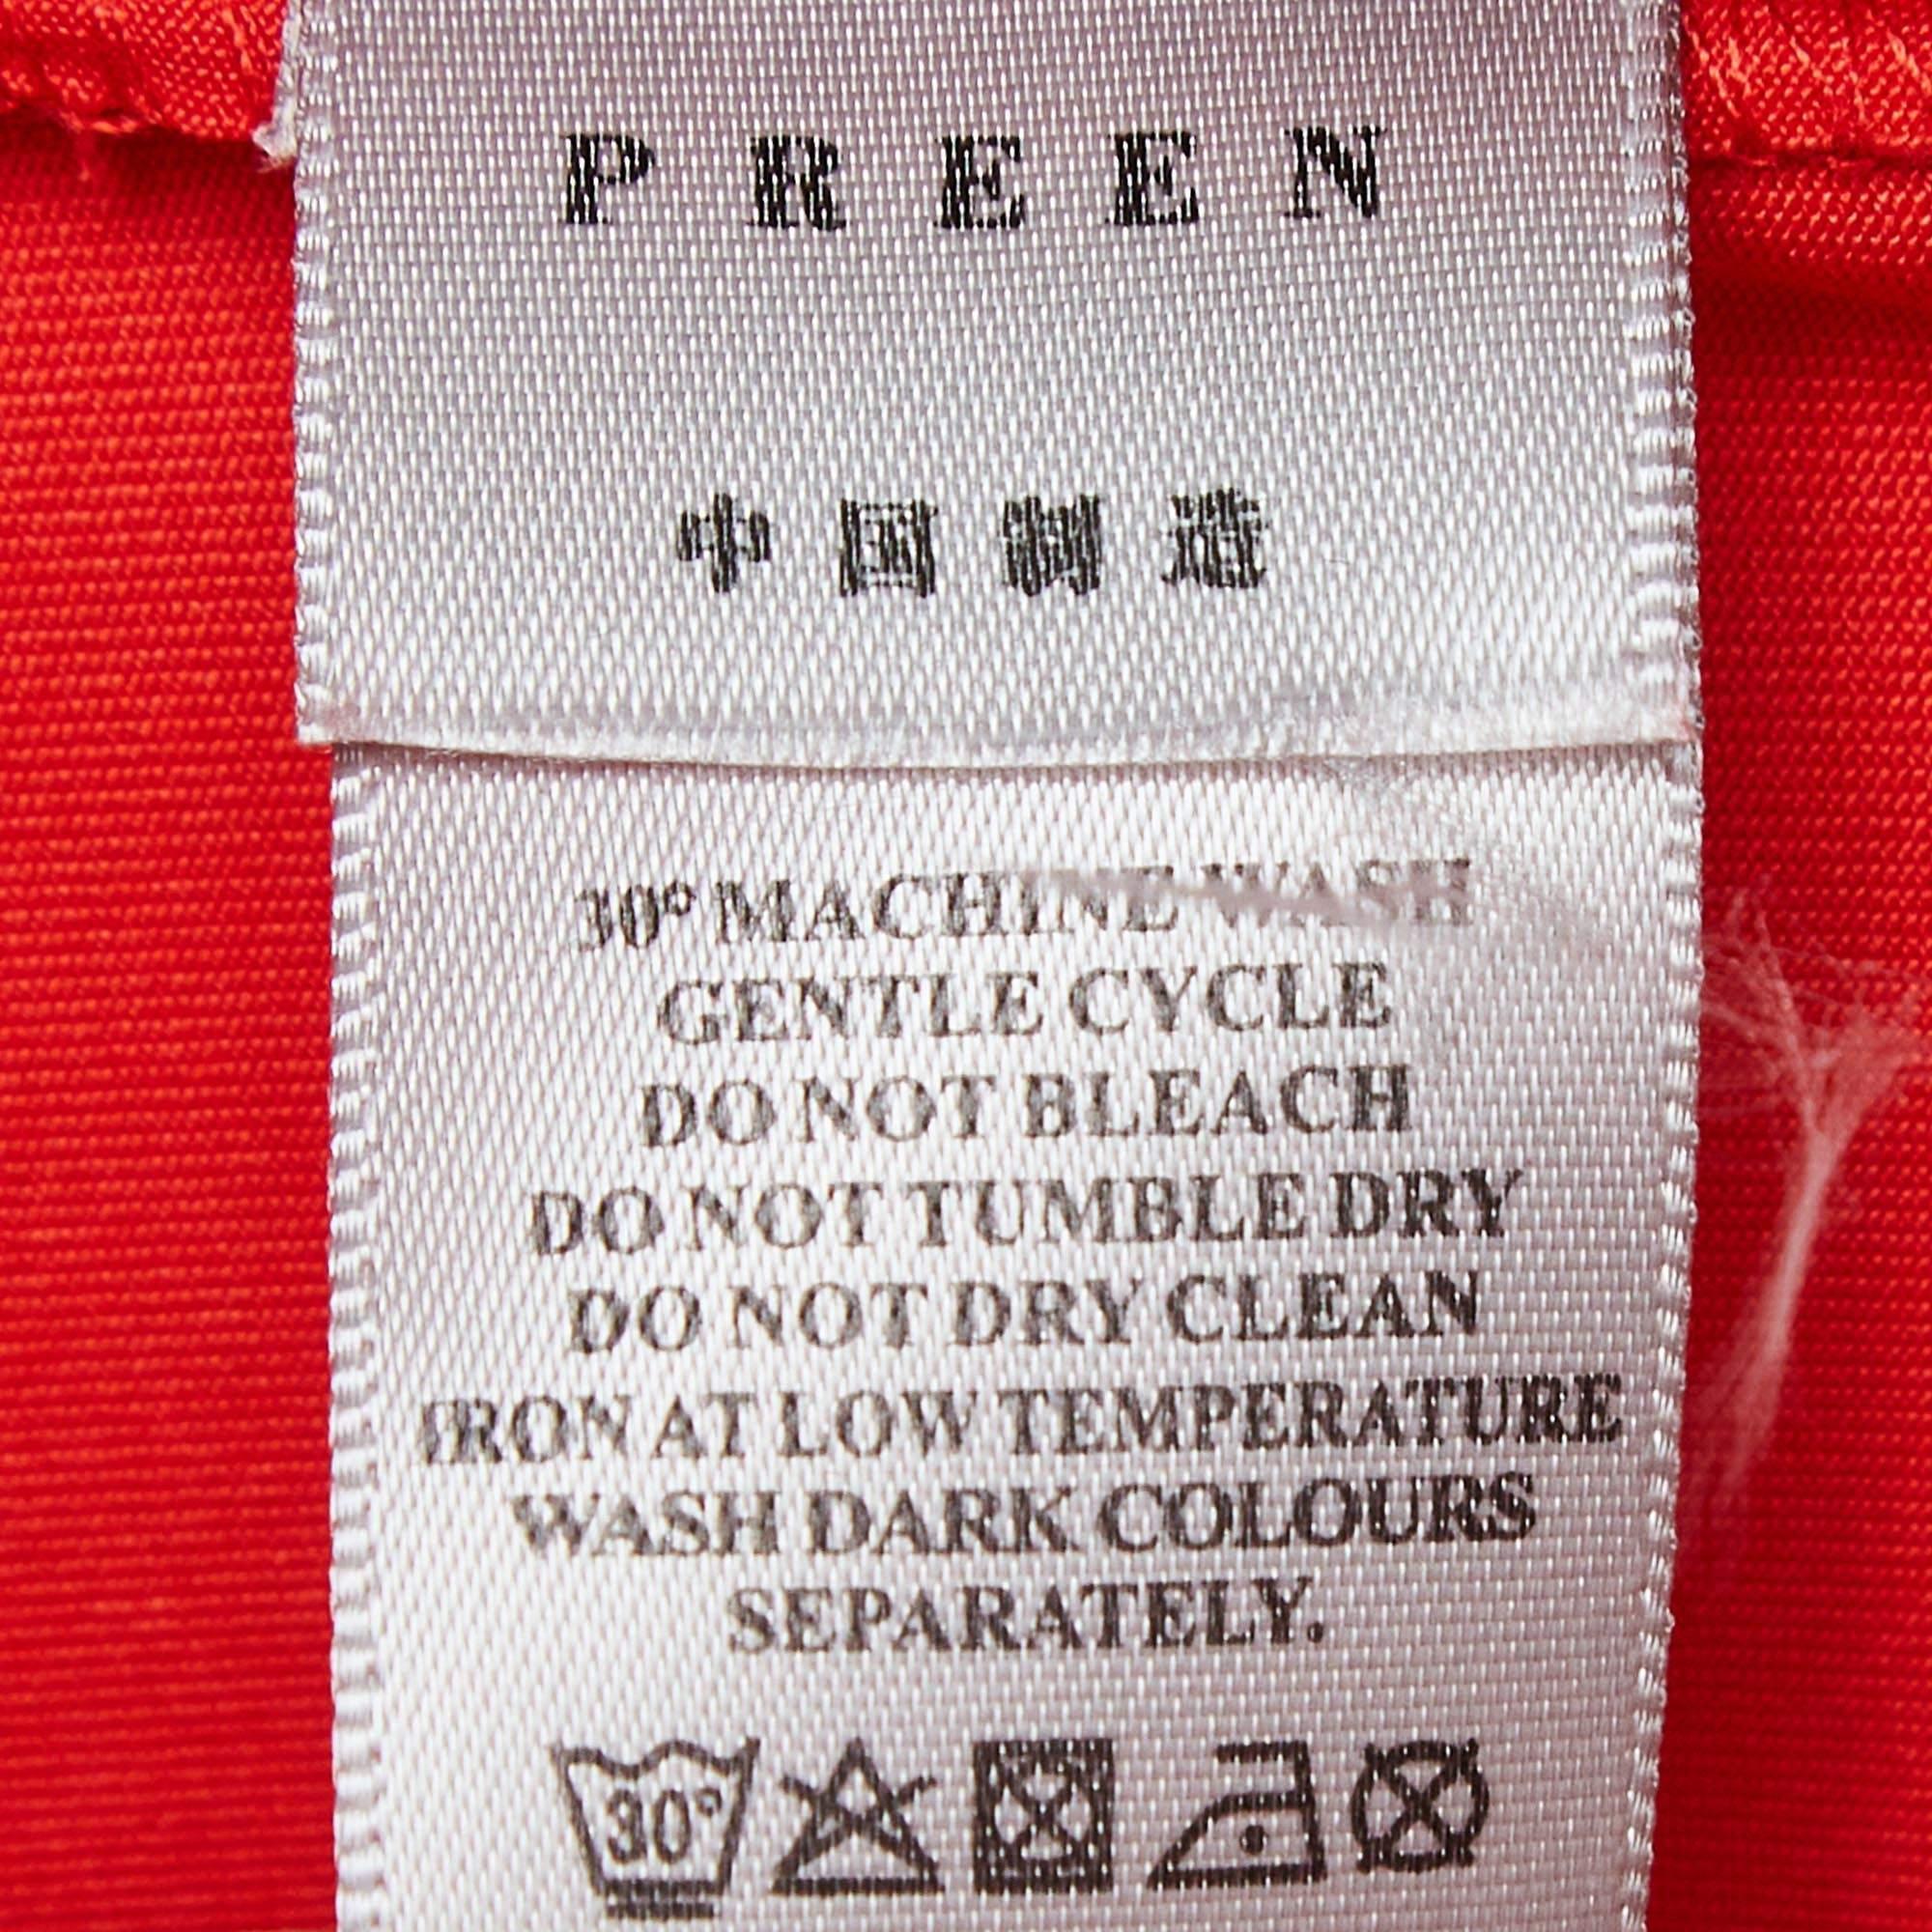 PREEN
中国制造
30° MACHINE WASH
GENTLE CYCLE
DO NOT BLEACH
DO NOT TUMBLE DRY
DO NOT DRY CLEAN
IRON AT LOW TEMPERATURE
WASH DARK COLOURS
SEPARATELY.
30°